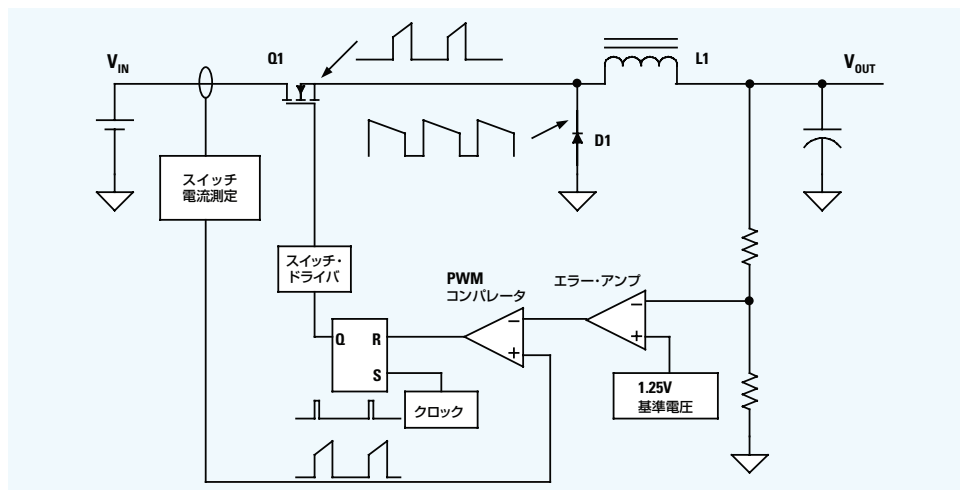 VIN
Q1
L1
VOUT
D1
スイッチ
電流測定
スイッチ・
ドライバ
PWM
コンパレータ
エラー・アンプ
−
+
−
+
Q
R
S
クロック
1.25V
基準電圧